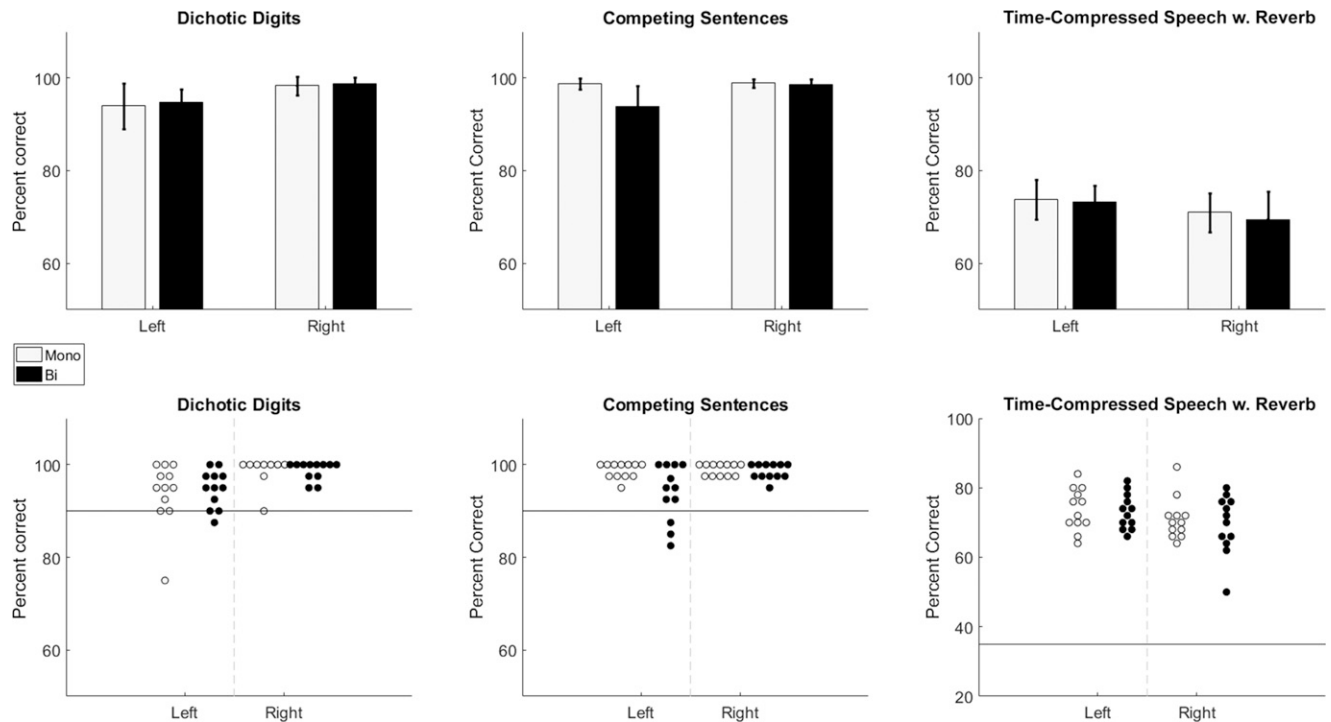 Dichotic Digits
Percent correct
100
80
60
Left
Right
Competing Sentences
Percent Correct
100
80
60
Left
Right
Time-Compressed Speech w. Reverb
Percent Correct
100
80
60
Left
Right
Mono
Bi
Dichotic Digits
Percent correct
100
80
60
Left
Right
Competing Sentences
Percent Correct
100
80
60
Left
Right
Time-Compressed Speech w. Reverb
Percent Correct
100
80
60
40
20
Left
Right